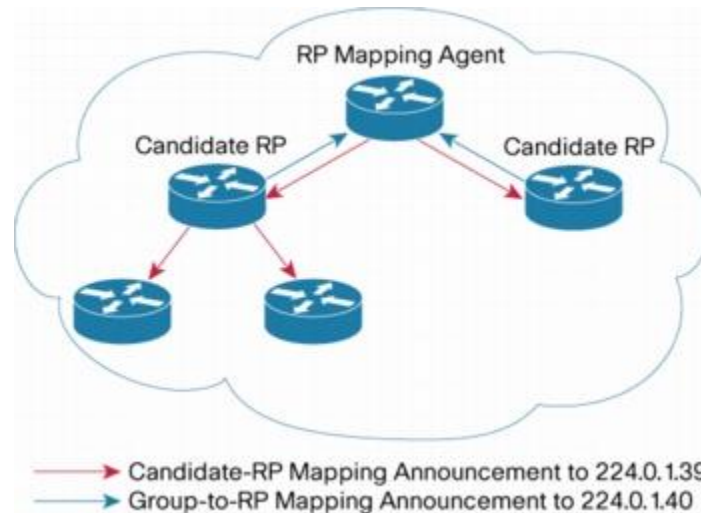 RP Mapping Agent
Candidate RP
Candidate RP
Candidate-RP Mapping Announcement to 224.0.1.39
Group-to-RP Mapping Announcement to 224.0.1.40